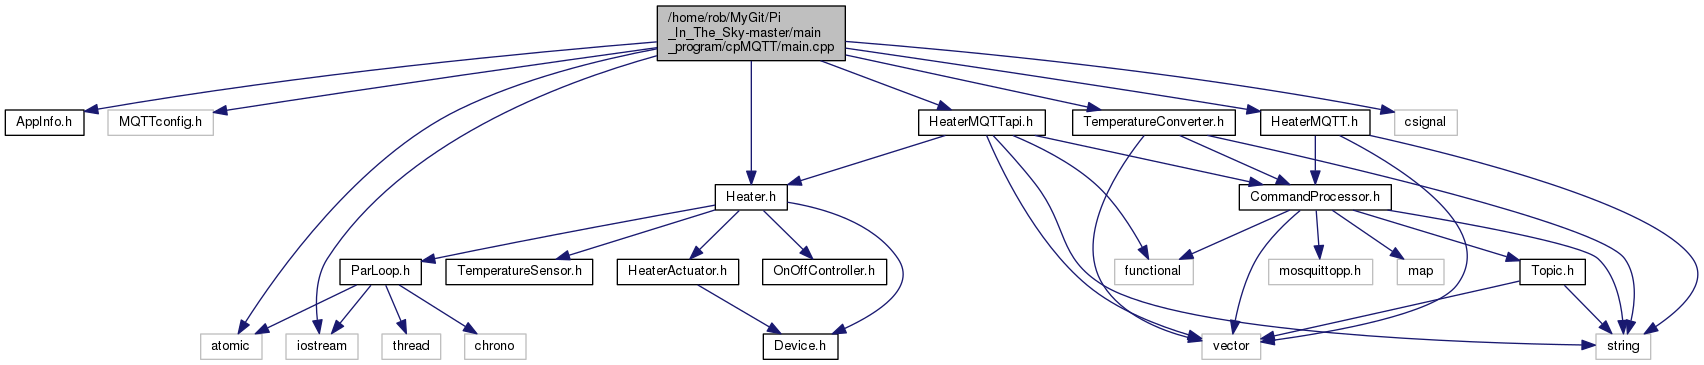 /home/rob/MyGit/Pi
_In_The_Sky-master/main
_program/cpMQTT/main.cpp
AppInfo.h
MQTTconfig.h
HeaterMQTTapi.h
TemperatureConverter.h
HeaterMQTT.h
csignal
Heater.h
CommandProcessor.h
ParLoop.h
TemperatureSensor.h
HeaterActuator.h
OnOffController.h
functional
mosquittopp.h
map
Topic.h
atomic
iostream
thread
chrono
Device.h
vector
string